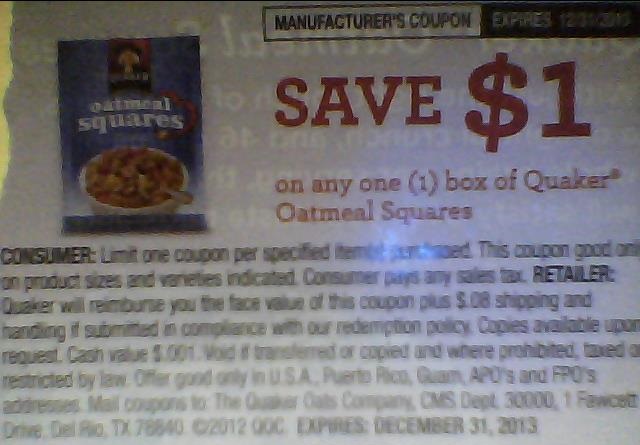 MANUFACTURER'S COUPON EXPIRES 12/31/2013
SAVE $1
on any one (1) box of Quaker®
Oatmeal Squares
QUAKER
oatmeal
squares
CONSUMER: Limit one coupon per specified item(s) purchased. This coupon good only
on product sizes and varieties indicated. Consumer pays any sales tax. RETAILER:
Quaker will reimburse you the face value of this coupon plus $.08 shipping and
handling if submitted in compliance with our redemption policy. Copies available upon
request. Cash value $.001. Void if transferred or copied and where prohibited, taxed or
restricted by law. Offer good only in U.S.A., Puerto Rico, Guam, APO's and FPO's
addresses. Mail coupons to: The Quaker Oats Company, CMS Dept. 30000, 1 Fawcett
Drive, Del Rio, TX 78840. ©2012 QOC. EXPIRES: DECEMBER 31, 2013